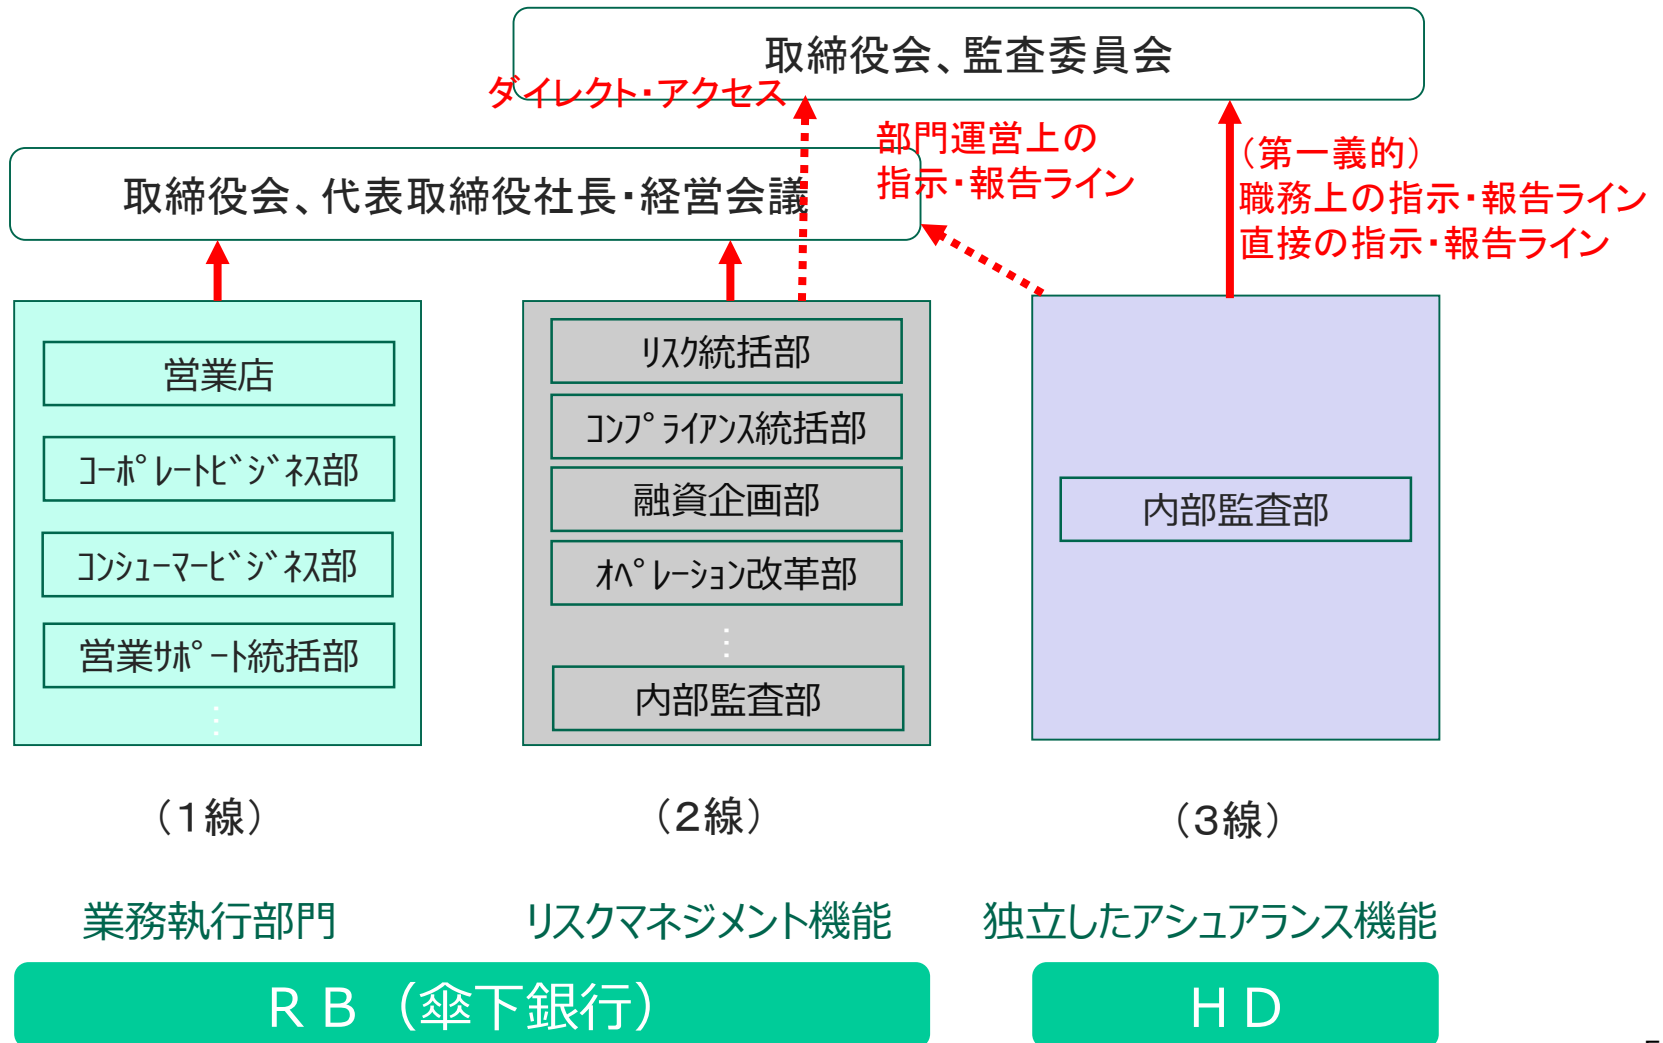 取締役会、監査委員会
ダイレクト・アクセス
部門運営上の
指示・報告ライン
(第一義的)
職務上の指示・報告ライン
直接の指示・報告ライン
取締役会、代表取締役社長・経営会議
営業店
ｺｰﾎﾟﾚｰﾄﾋﾞｼﾞﾈｽ部
ｺﾝｼｭｰﾏｰﾋﾞｼﾞﾈｽ部
営業ｻﾎﾟｰﾄ統括部
…
ﾘｽｸ統括部
ｺﾝﾌﾟﾗｲｱﾝｽ統括部
融資企画部
ｵﾍﾟﾚｰｼｮﾝ改革部
…
内部監査部
内部監査部
（１線）
（２線）
（３線）
業務執行部門
リスクマネジメント機能
独立したアシュアランス機能
ＲＢ（傘下銀行）
ＨＤ